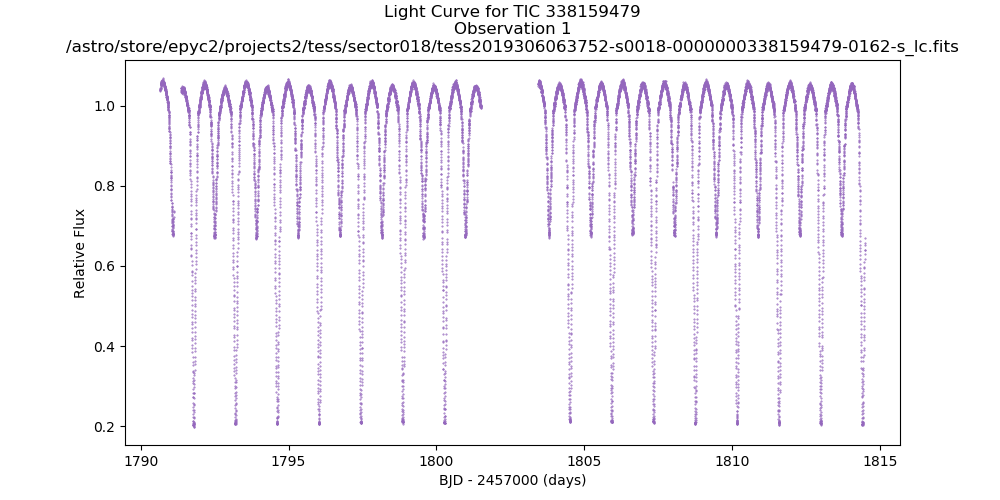 Light Curve for TIC 338159479
Observation 1
/astro/store/epyc2/projects2/tess/sector018/tess2019306063752-s0018-0000000338159479-0162-s_lc.fits
Relative Flux
1.0
0.8
0.6
0.4
0.2
1790
1795
1800
1805
1810
1815
BJD - 2457000 (days)